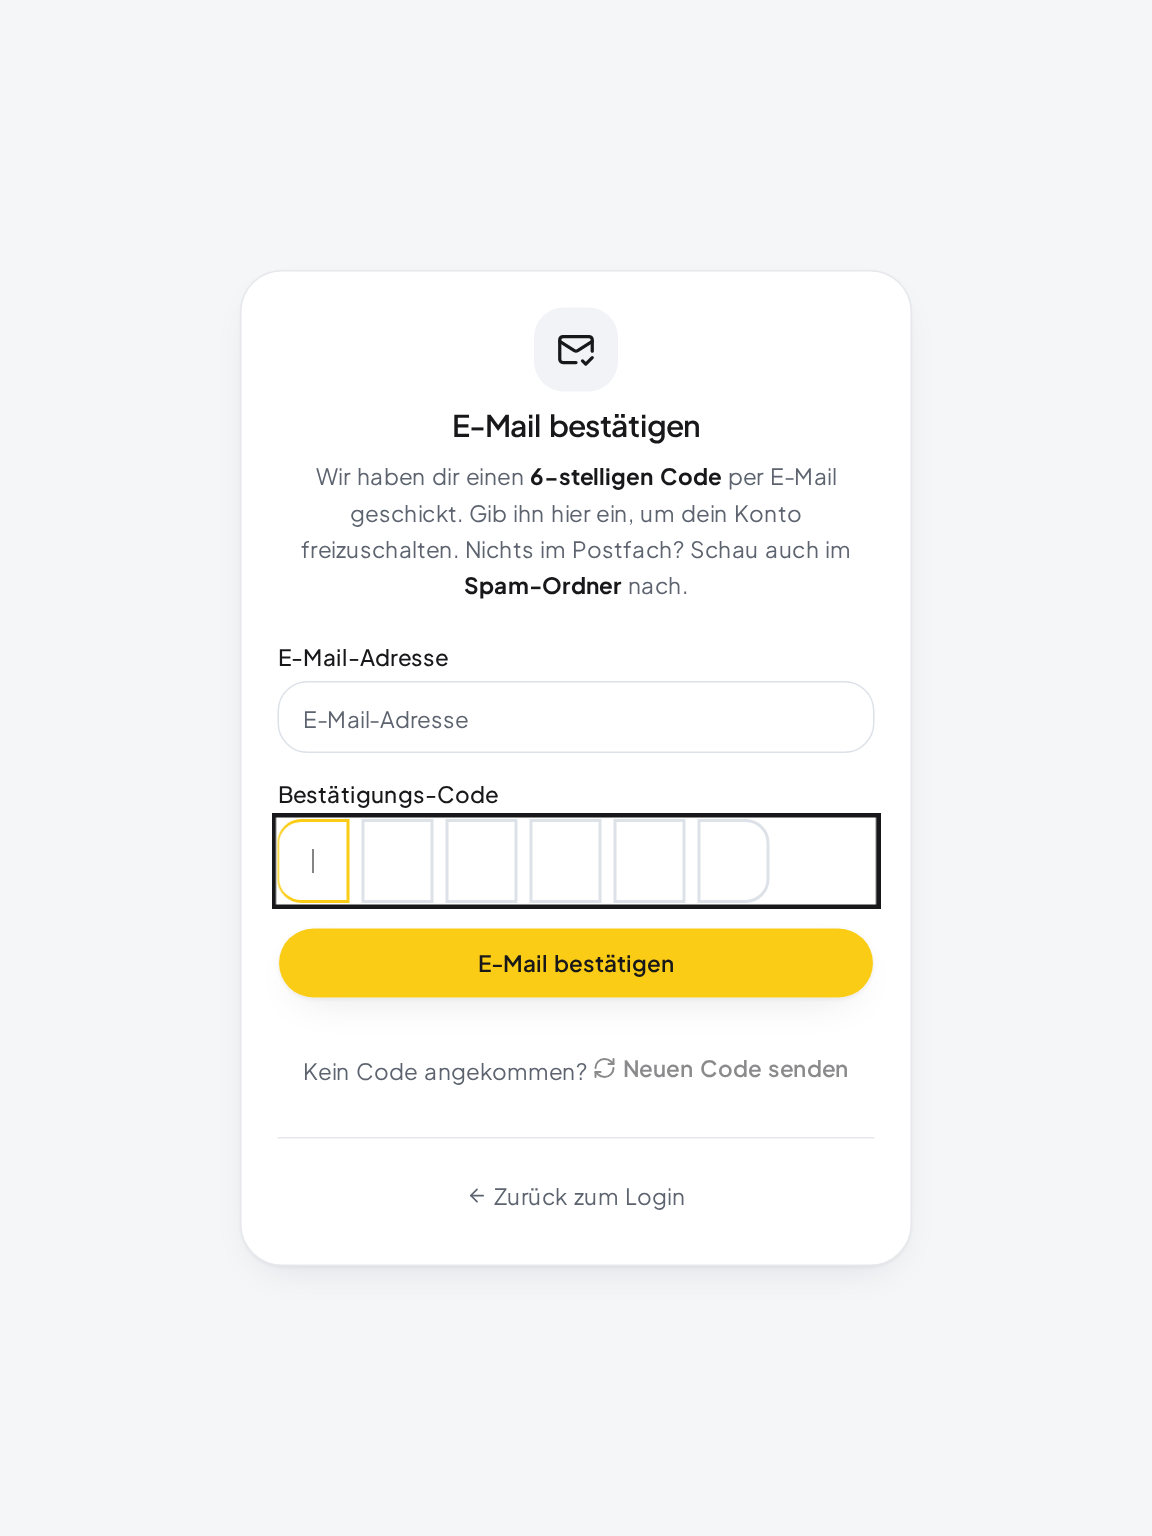 E-Mail bestätigen
Wir haben dir einen 6-stelligen Code per E-Mail
geschickt. Gib ihn hier ein, um dein Konto
freizuschalten. Nichts im Postfach? Schau auch im
Spam-Ordner nach.
E-Mail-Adresse
E-Mail-Adresse
Bestätigungs-Code
E-Mail bestätigen
Kein Code angekommen? Neuen Code senden
← Zurück zum Login